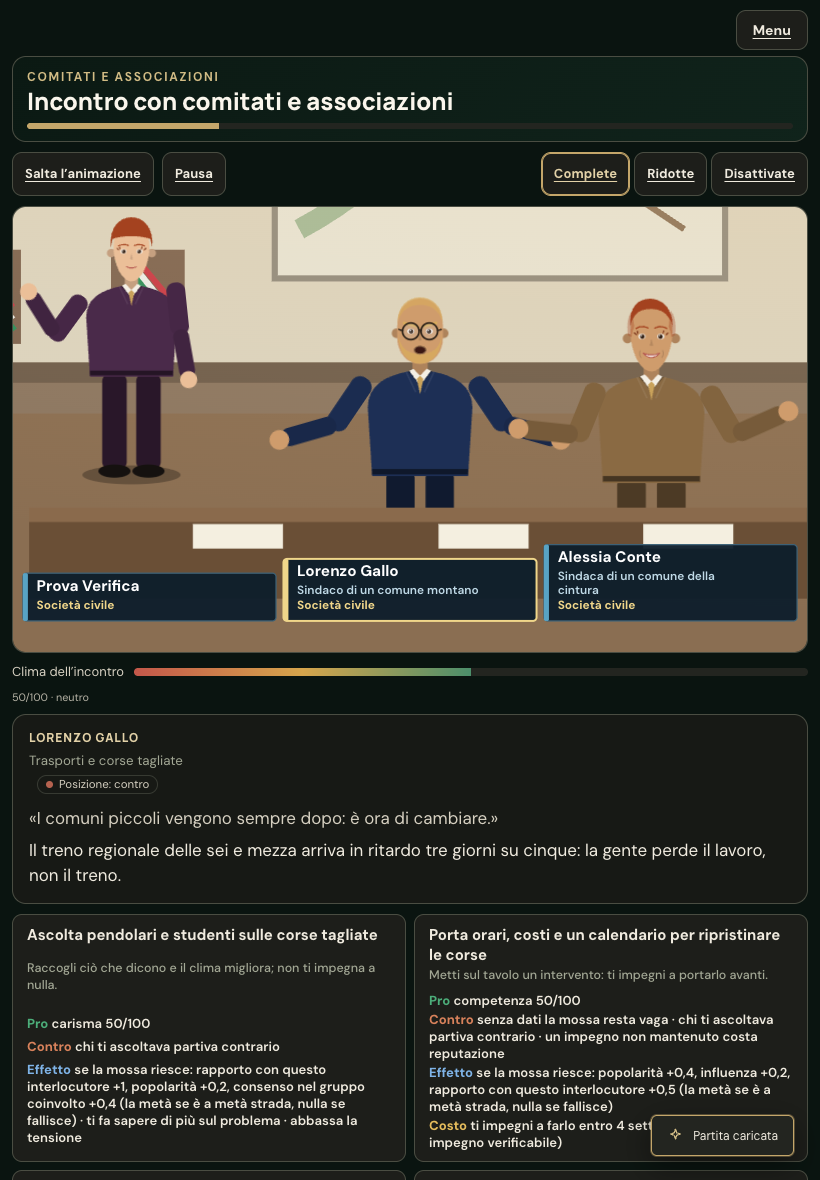 Menu
COMITATI E ASSOCIAZIONI
Incontro con comitati e associazioni
Salta l’animazione
Pausa
Complete
Ridotte
Disattivate
Prova Verifica
Società civile
Lorenzo Gallo
Sindaco di un comune montano
Società civile
Alessia Conte
Sindaca di un comune della
cintura
Società civile
Clima dell’incontro
50/100 · neutro
LORENZO GALLO
Trasporti e corse tagliate
Posizione: contro
«I comuni piccoli vengono sempre dopo: è ora di cambiare.»
Il treno regionale delle sei e mezza arriva in ritardo tre giorni su cinque: la gente perde il lavoro,
non il treno.
Ascolta pendolari e studenti sulle corse tagliate
Raccogli ciò che dicono e il clima migliora; non ti impegna a
nulla.
Pro carisma 50/100
Contro chi ti ascoltava partiva contrario
Effetto se la mossa riesce: rapporto con questo
interlocutore +1, popolarità +0,2, consenso nel gruppo
coinvolto +0,4 (la metà se è a metà strada, nulla se
fallisce) · ti fa sapere di più sul problema · abbassa la
tensione
Porta orari, costi e un calendario per ripristinare
le corse
Metti sul tavolo un intervento: ti impegni a portarlo avanti.
Pro competenza 50/100
Contro senza dati la mossa resta vaga · chi ti ascoltava
partiva contrario · un impegno non mantenuto costa
reputazione
Effetto se la mossa riesce: popolarità +0,4, influenza +0,2,
rapporto con questo interlocutore +0,5 (la metà se è a
metà strada, nulla se fallisce)
Costo ti impegni a farlo entro 4
impegno verificabile)
Partita caricata